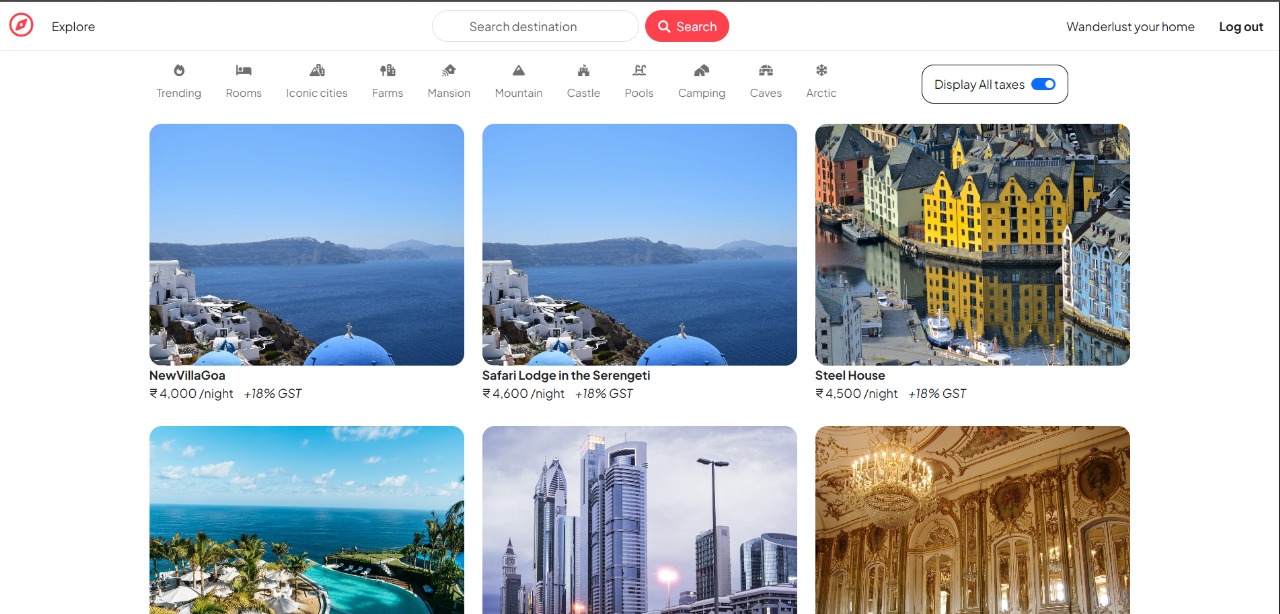 Explore
Search destination
Search
Wanderlust your home
Log out
Trending
Rooms
Iconic cities
Farms
Mansion
Mountain
Castle
Pools
Camping
Caves
Arctic
Display All taxes
NewVillaGoa
₹ 4,000 /night +18% GST
Safari Lodge in the Serengeti
₹ 4,600 /night +18% GST
Steel House
₹ 4,500 /night +18% GST